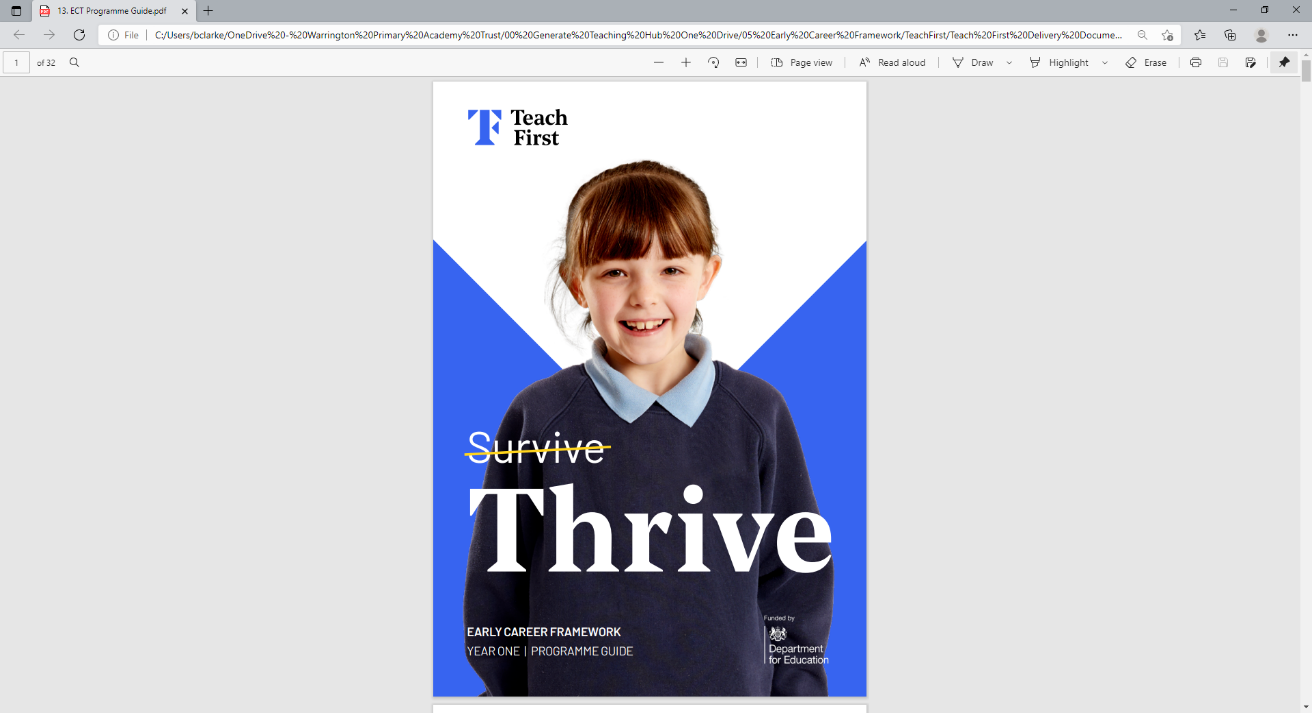 13. ECT Programme Guide.pdf
File
C:/Users/bclarke/OneDrive%20-%20Warrington%20Primary%20Academy%20Trust/00%20Generate%20Teaching%20Hub%20One%20Drive/05%20Early%20Career%20Framework/TeachFirst/Teach%20First%20Delivery%20Docume...
1 of 32
Page view
Read aloud
Draw
Highlight
Erase
TF
Teach
First
Survive
Thrive
EARLY CAREER FRAMEWORK
YEAR ONE | PROGRAMME GUIDE
Funded by
Department
for Education